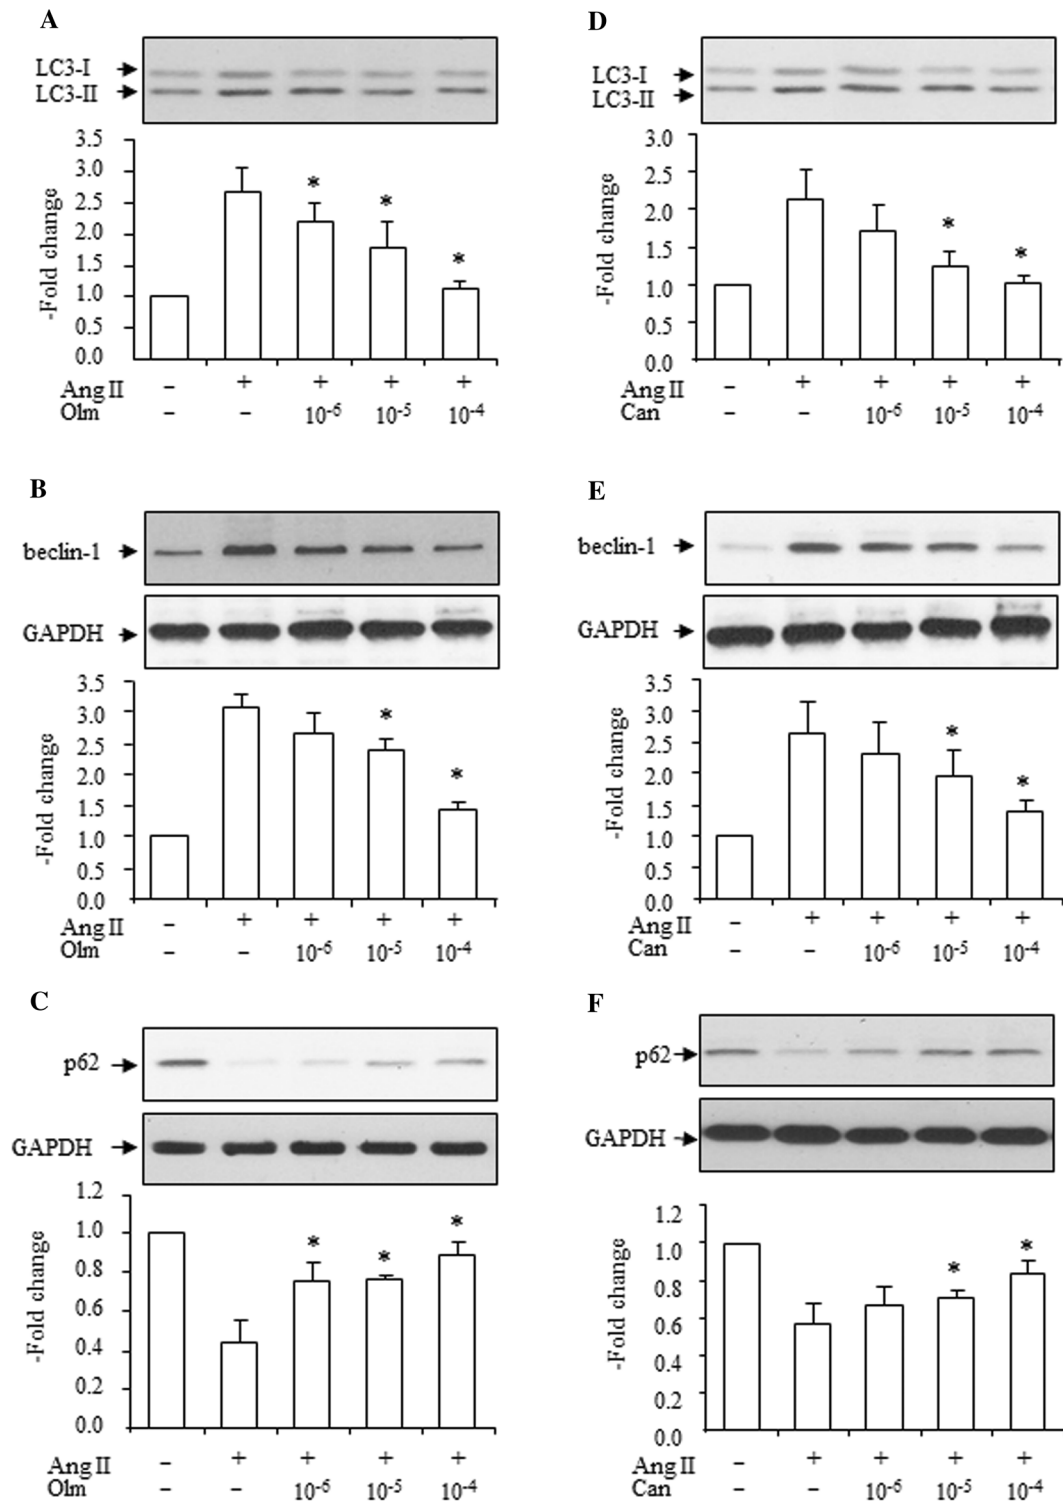 A
LC3-I
LC3-II
3.5
3.0
2.5
2.0
1.5
1.0
0.5
0.0
-Fold change
*
*
*
Ang II − + + + +
Olm − − 10-6 10-5 10-4
D
LC3-I
LC3-II
3.0
2.5
2.0
1.5
1.0
0.5
0.0
-Fold change
*
*
Ang II − + + + +
Can − − 10-6 10-5 10-4
B
beclin-1
GAPDH
3.5
3.0
2.5
2.0
1.5
1.0
0.5
0.0
-Fold change
*
*
Ang II − + + + +
Olm − − 10-6 10-5 10-4
E
beclin-1
GAPDH
3.5
3.0
2.5
2.0
1.5
1.0
0.5
0.0
-Fold change
*
*
Ang II − + + + +
Can − − 10-6 10-5 10-4
C
p62
GAPDH
1.2
1.0
0.8
0.6
0.4
0.2
0.0
-Fold change
*
*
*
Ang II − + + + +
Olm − − 10-6 10-5 10-4
F
p62
GAPDH
1.2
1.0
0.8
0.6
0.4
0.2
0.0
-Fold change
*
*
Ang II − + + + +
Can − − 10-6 10-5 10-4